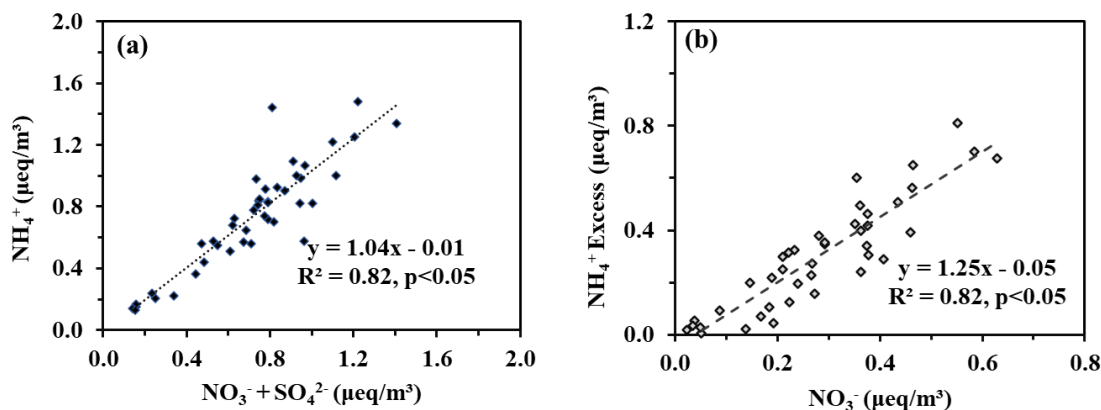 (a)
2.0
1.6
1.2
0.8
0.4
0.0
NH₄⁺ (μeq/m³)
y = 1.04x - 0.01
R² = 0.82, p<0.05
0.0 0.4 0.8 1.2 1.6 2.0
NO₃⁻ + SO₄²⁻ (μeq/m³)
(b)
1.2
0.8
0.4
0.0
NH₄⁺ Excess (μeq/m³)
y = 1.25x - 0.05
R² = 0.82, p<0.05
0.0 0.2 0.4 0.6 0.8
NO₃⁻ (μeq/m³)